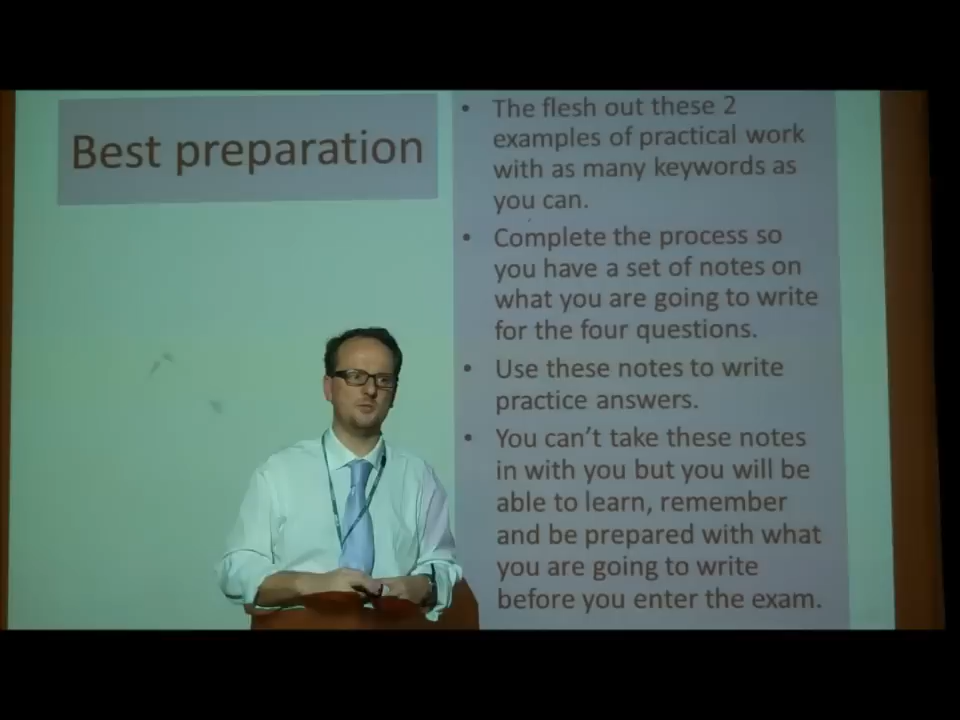 Best preparation
• The flesh out these 2
examples of practical work
with as many keywords as
you can.
• Complete the process so
you have a set of notes on
what you are going to write
for the four questions.
• Use these notes to write
practice answers.
• You can't take these notes
in with you but you will be
able to learn, remember
and be prepared with what
you are going to write
before you enter the exam.